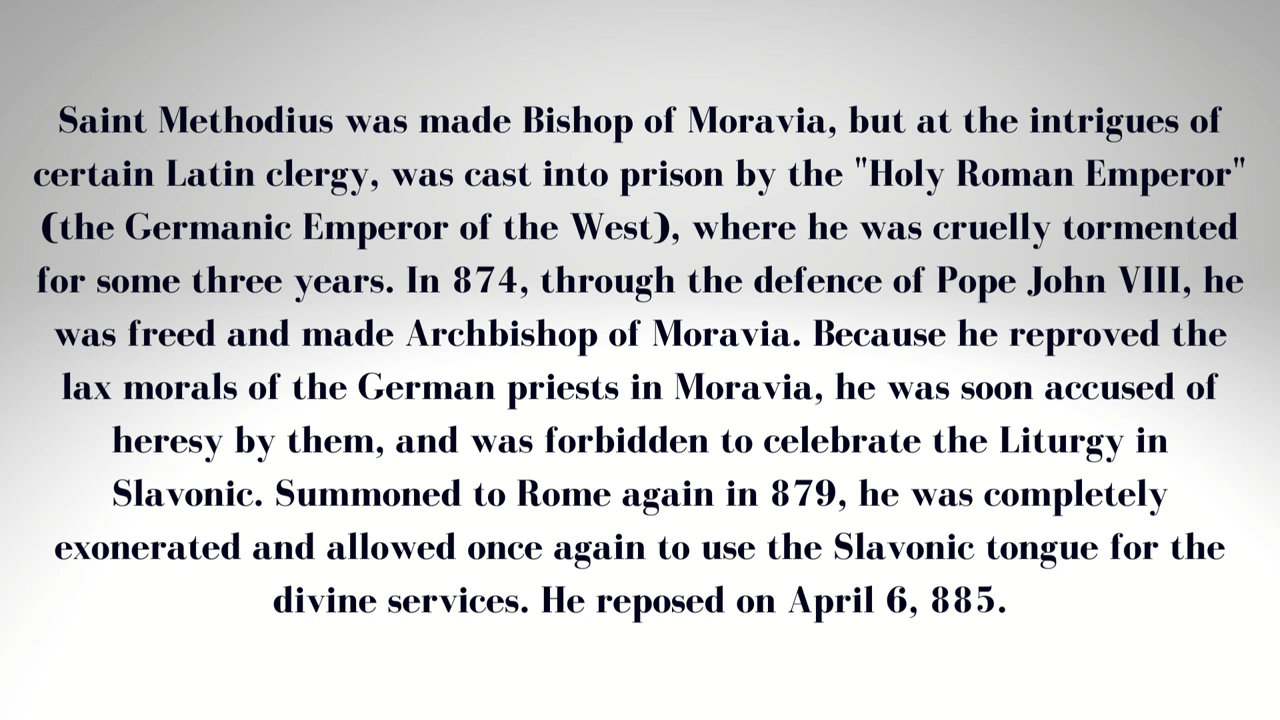 Saint Methodius was made Bishop of Moravia, but at the intrigues of
certain Latin clergy, was cast into prison by the "Holy Roman Emperor"
(the Germanic Emperor of the West), where he was cruelly tormented
for some three years. In 874, through the defence of Pope John VIII, he
was freed and made Archbishop of Moravia. Because he reproved the
lax morals of the German priests in Moravia, he was soon accused of
heresy by them, and was forbidden to celebrate the Liturgy in
Slavonic. Summoned to Rome again in 879, he was completely
exonerated and allowed once again to use the Slavonic tongue for the
divine services. He reposed on April 6, 885.